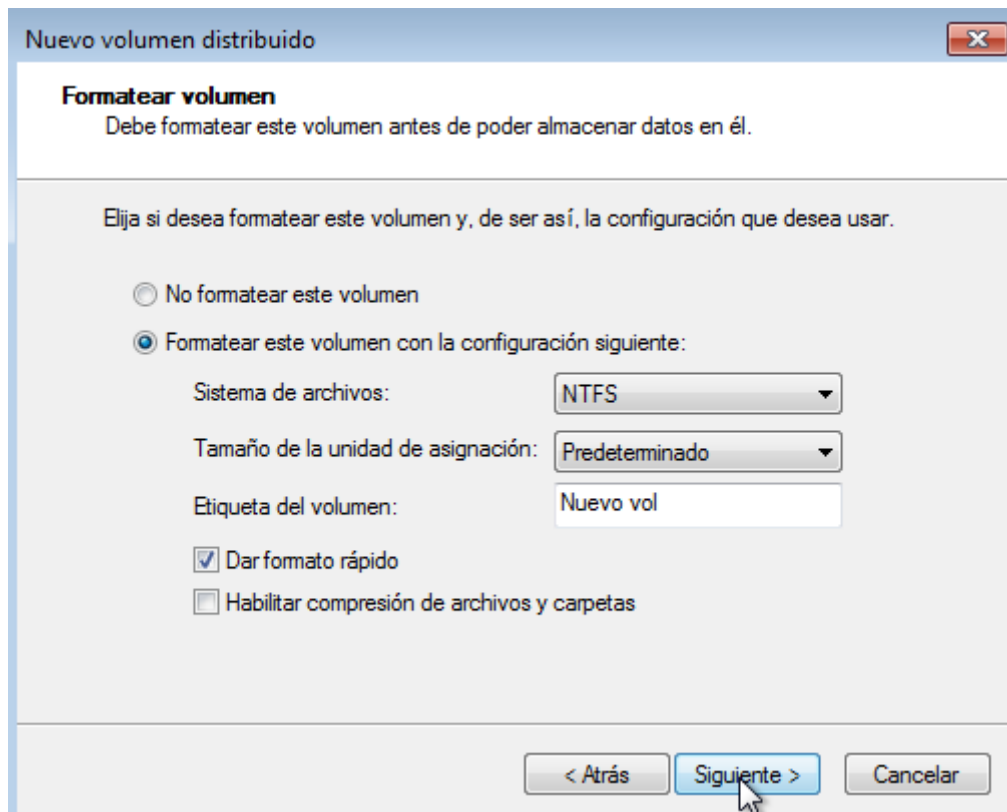 Nuevo volumen distribuido
Formatear volumen
Debe formatear este volumen antes de poder almacenar datos en él.
Elija si desea formatear este volumen y, de ser así, la configuración que desea usar.
No formatear este volumen
Formatear este volumen con la configuración siguiente:
Sistema de archivos: NTFS
Tamaño de la unidad de asignación: Predeterminado
Etiqueta del volumen: Nuevo vol
Dar formato rápido
Habilitar compresión de archivos y carpetas
< Atrás Siguiente > Cancelar